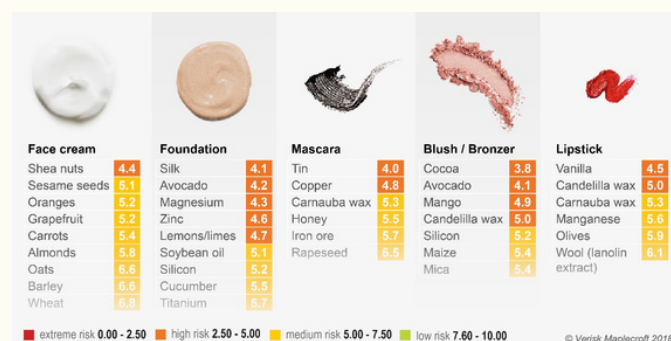 Face cream
Shea nuts 4.4
Sesame seeds 5.1
Oranges 5.2
Grapefruit 5.2
Carrots 5.4
Almonds 5.8
Oats 6.6
Barley 6.6
Wheat 6.8
Foundation
Silk 4.1
Avocado 4.2
Magnesium 4.3
Zinc 4.6
Lemons/limes 4.7
Soybean oil 5.1
Silicon 5.2
Cucumber 5.5
Titanium 5.7
Mascara
Tin 4.0
Copper 4.8
Carnauba wax 5.3
Honey 5.5
Iron ore 5.7
Rapeseed 6.5
Blush / Bronzer
Cocoa 3.8
Avocado 4.1
Mango 4.9
Candelilla wax 5.0
Silicon 5.2
Maize 5.4
Mica 5.4
Lipstick
Vanilla 4.5
Candelilla wax 5.0
Carnauba wax 5.3
Manganese 5.6
Olives 5.9
Wool (lanolin 6.1
extract)
extreme risk 0.00 - 2.50 high risk 2.50 - 5.00 medium risk 5.00 - 7.50 low risk 7.60 - 10.00
© Verisk Maplecroft 2018